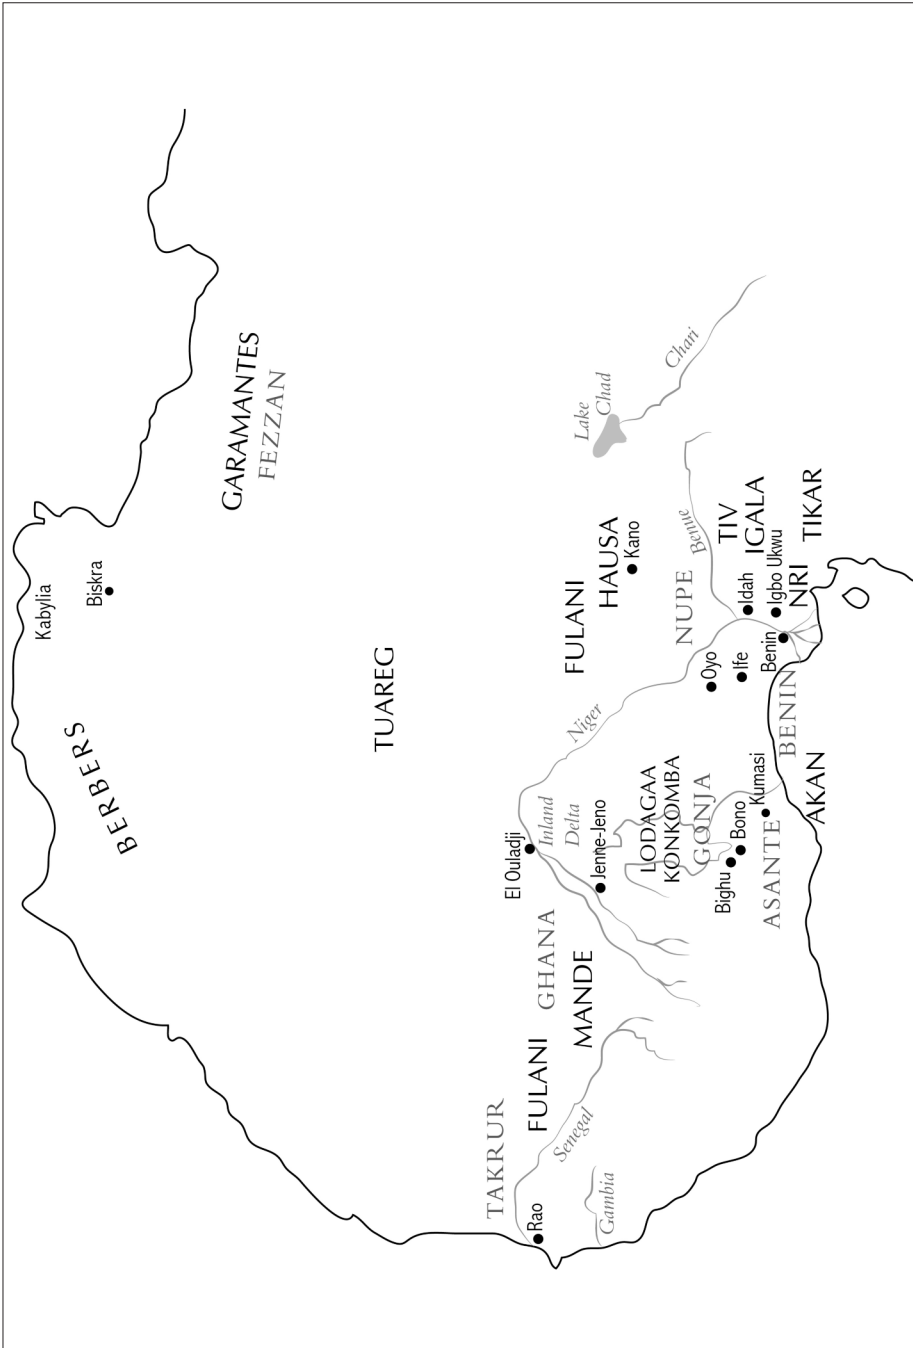 Kabylia
Biskra
BERBERS
GARAMANTES
FEZZAN
TUAREG
TAKRUR
Rao
FULANI
Senegal
Gambia
GHANA
MANDE
El Ouladji
Inland
Delta
Jenne-Jeno
Niger
FULANI
HAUSA
Kano
Lake
Chad
Chari
LODAGAA
KONKOMBA
GONJA
Bighu
Bono
Kumasi
ASANTE
AKAN
NUPE
Benue
Oyo
Ife
Benin
BENIN
TIV
IGALA
Idah
Igbo Ukwu
NRI
TIKAR